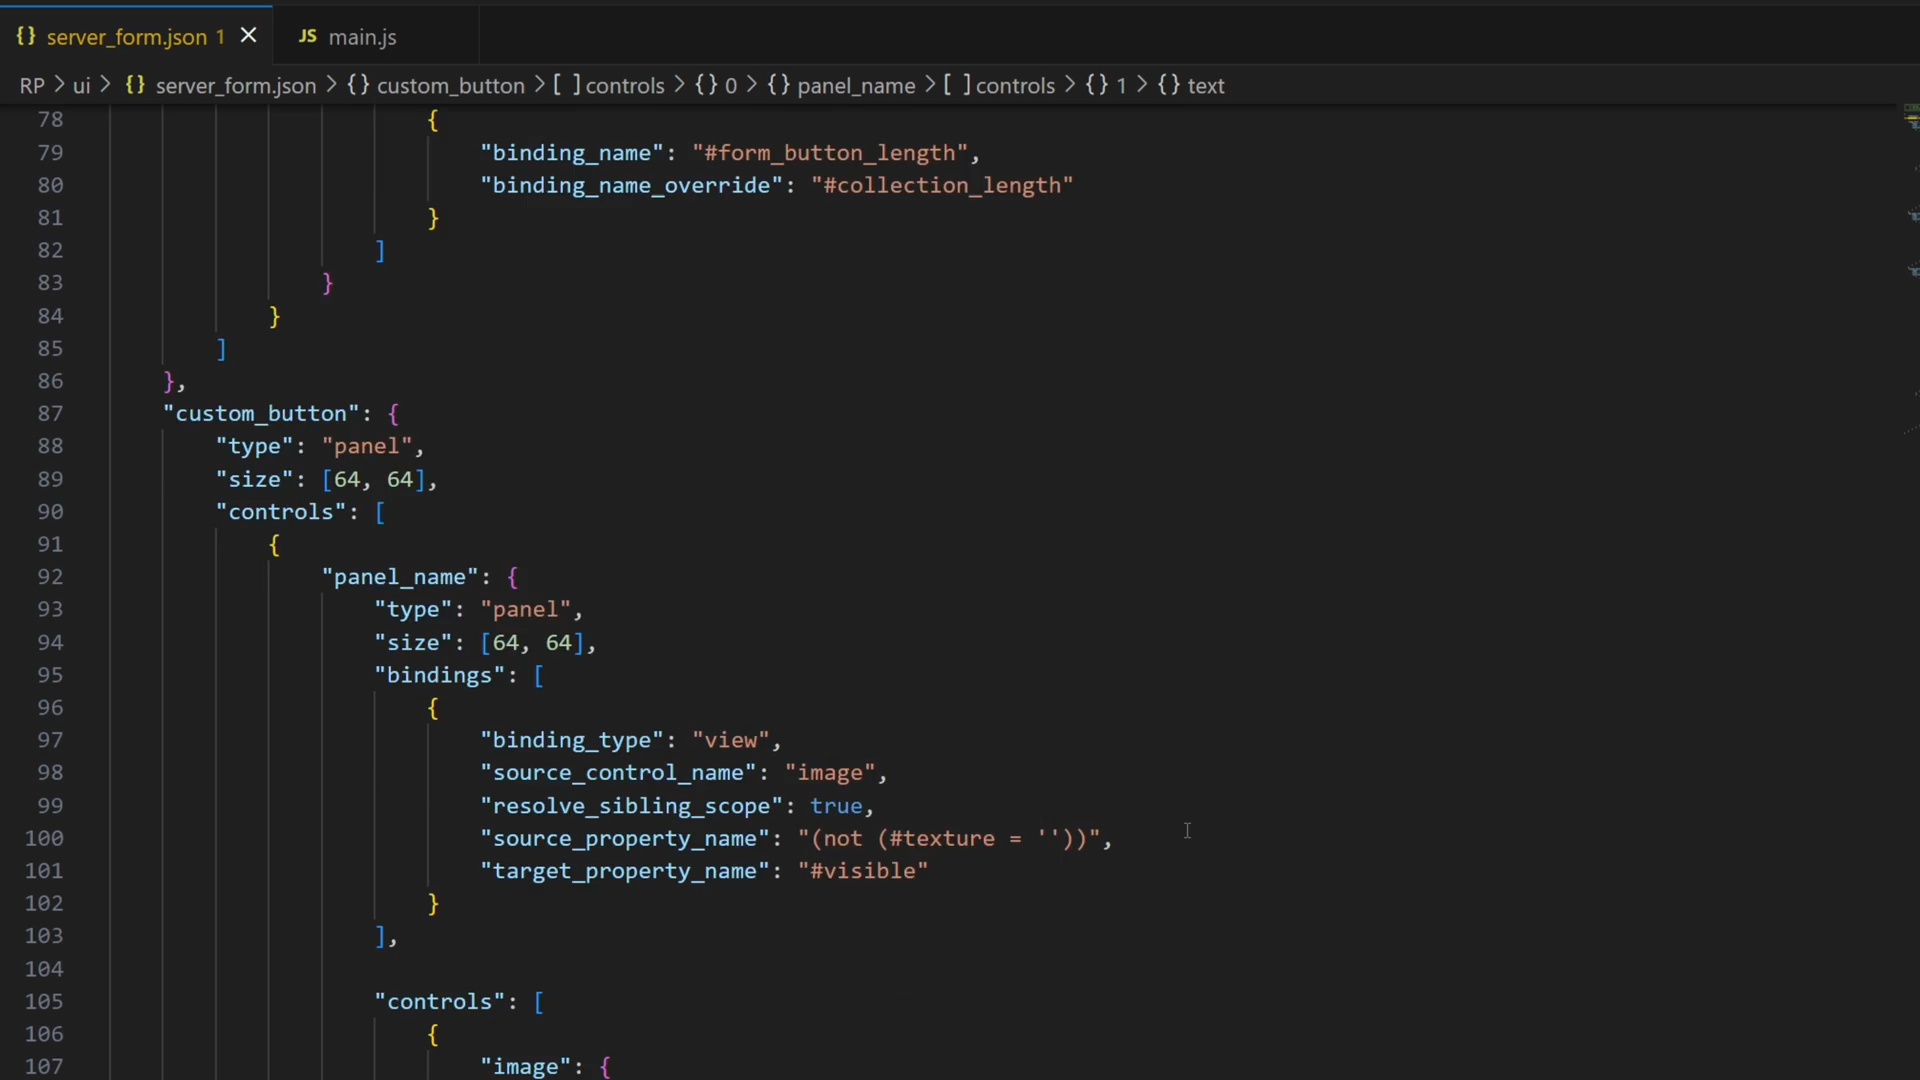 {} server_form.json 1 × JS main.js
RP > ui > {} server_form.json > {} custom_button > [ ] controls > {} 0 > {} panel_name > [ ] controls > {} 1 > {} text
78 {
79 "binding_name": "#form_button_length",
80 "binding_name_override": "#collection_length"
81 }
82 ]
83 }
84 }
85 ]
86 },
87 "custom_button": {
88 "type": "panel",
89 "size": [64, 64],
90 "controls": [
91 {
92 "panel_name": {
93 "type": "panel",
94 "size": [64, 64],
95 "bindings": [
96 {
97 "binding_type": "view",
98 "source_control_name": "image",
99 "resolve_sibling_scope": true,
100 "source_property_name": "(not (#texture = ''))",
101 "target_property_name": "#visible"
102 }
103 ],
104
105 "controls": [
106 {
107 "image": {